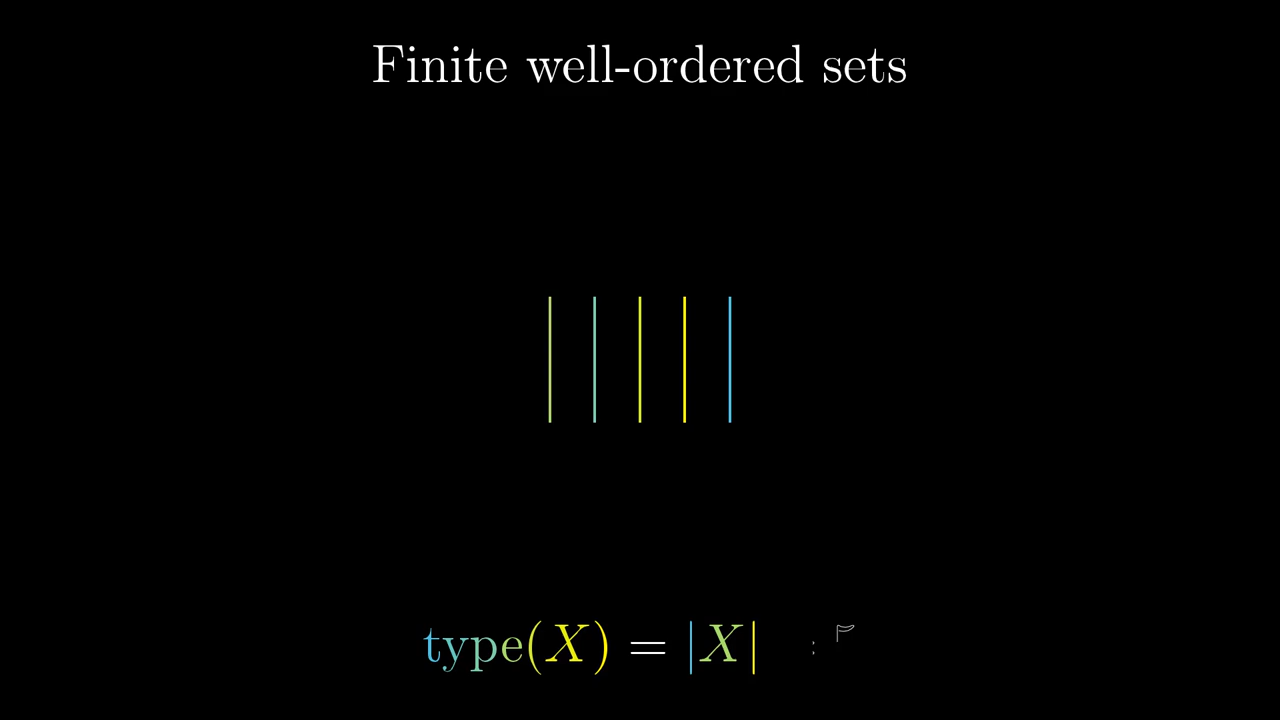 Finite well-ordered sets
type(X) = |X|